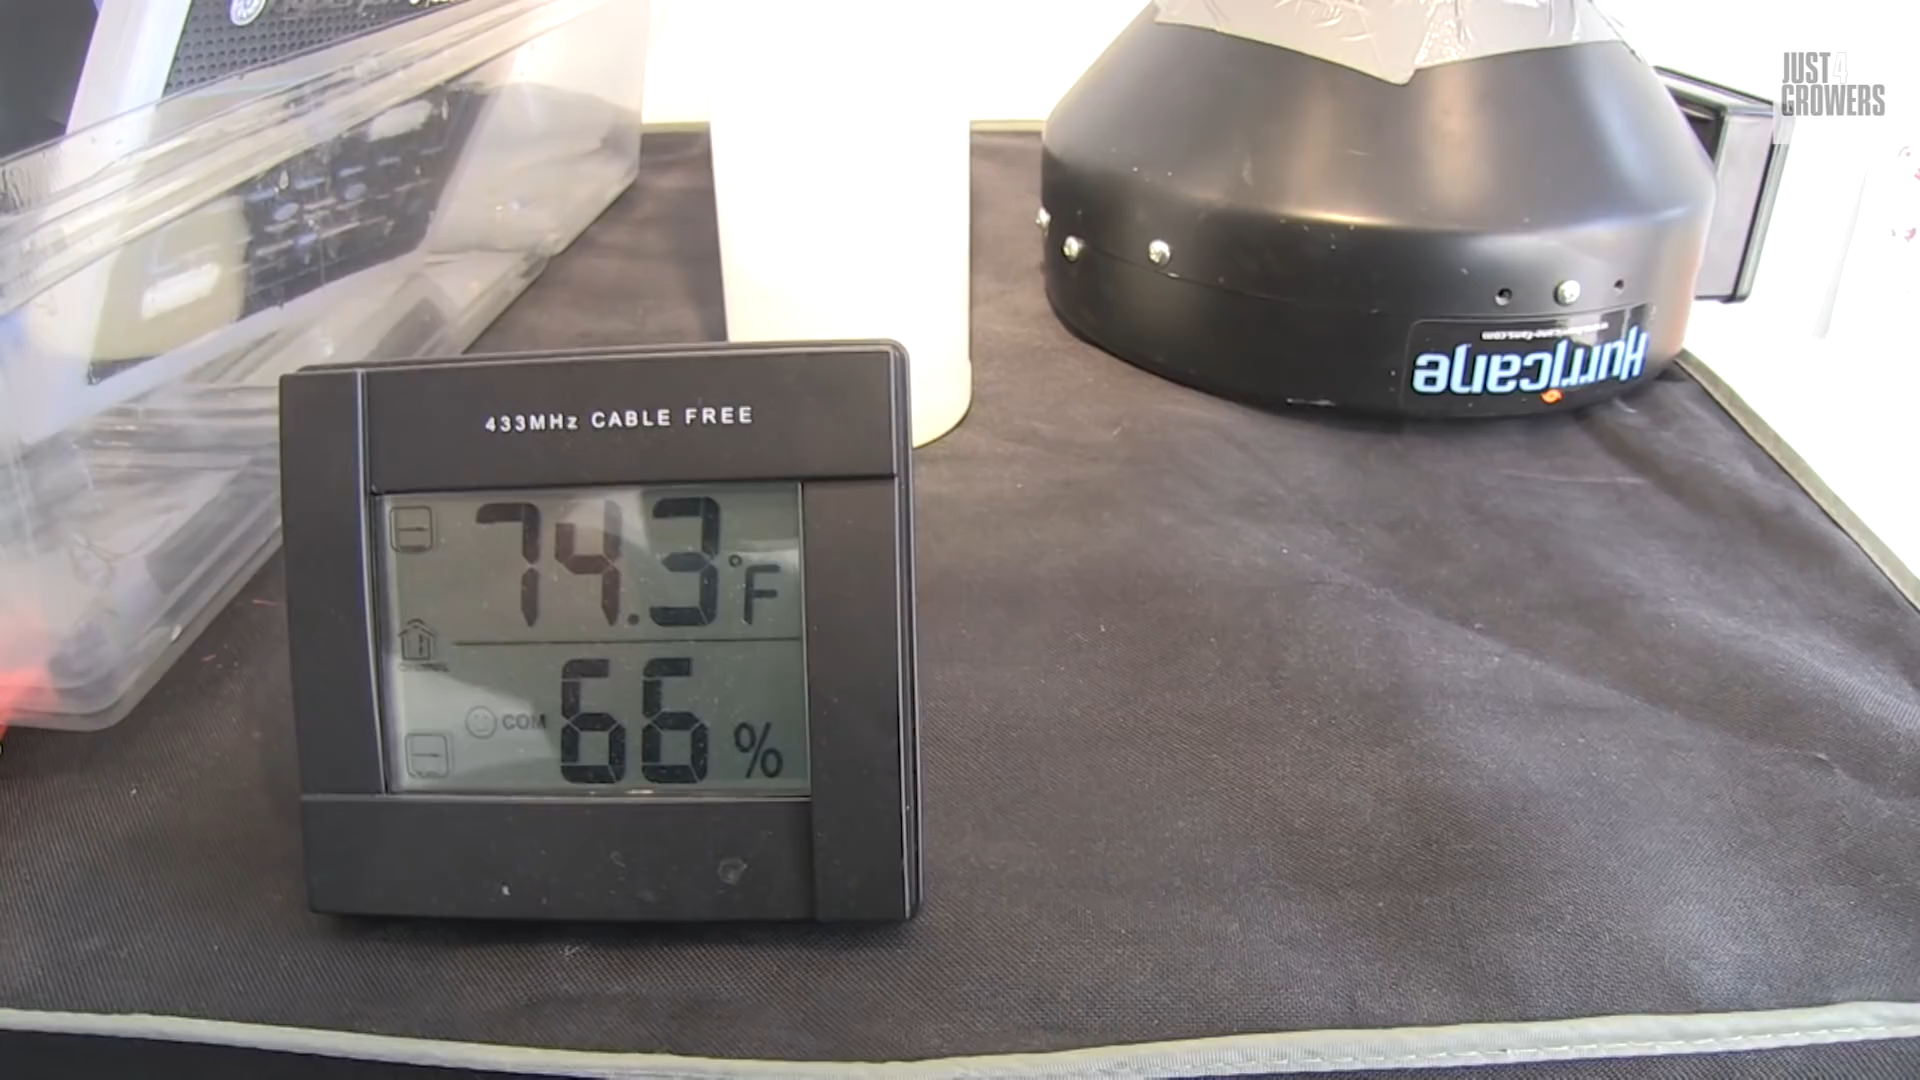 JUST4
GROWERS
433MHz CABLE FREE
74.3°F
COM 66 %
Hurricane